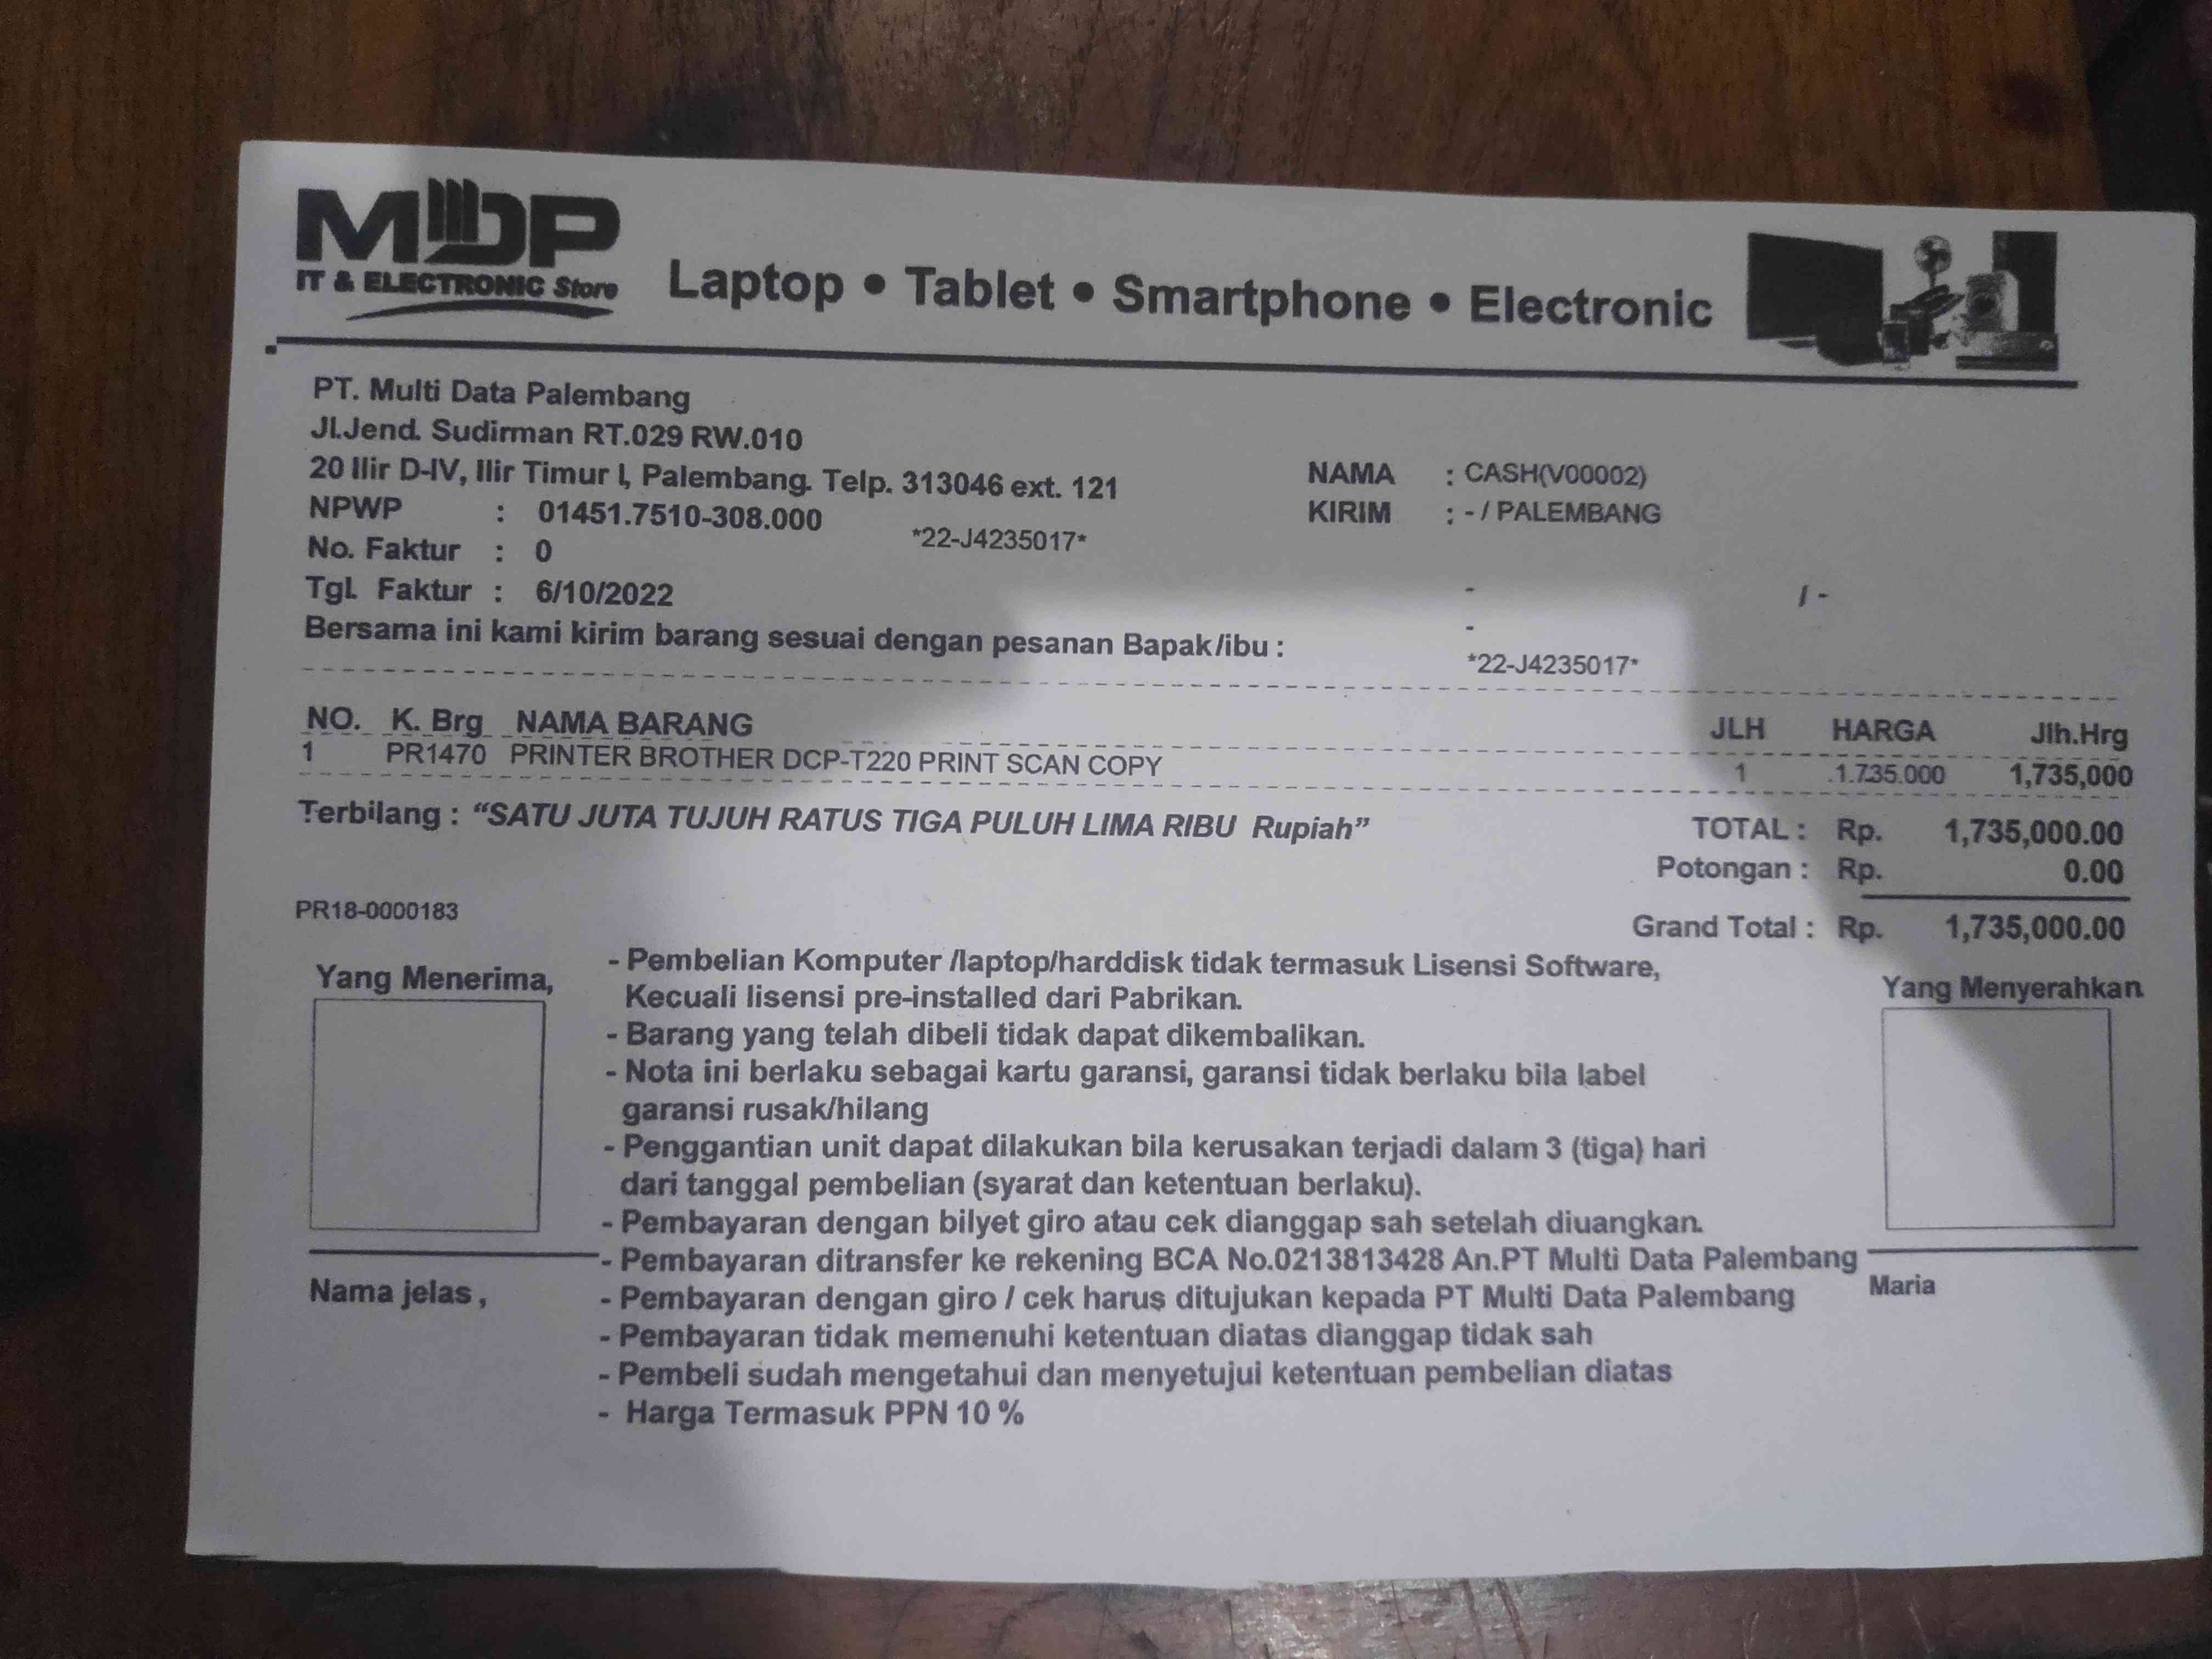 MDP
IT & ELECTRONIC Store
Laptop • Tablet • Smartphone • Electronic
PT. Multi Data Palembang
Jl.Jend. Sudirman RT.029 RW.010
20 Ilir D-IV, Ilir Timur I, Palembang. Telp. 313046 ext. 121
NPWP : 01451.7510-308.000
No. Faktur : 0 *22-J4235017*
Tgl. Faktur : 6/10/2022
NAMA : CASH(V00002)
KIRIM : - / PALEMBANG
- / -
-
Bersama ini kami kirim barang sesuai dengan pesanan Bapak/ibu :
*22-J4235017*
NO. K. Brg NAMA BARANG JLH HARGA Jlh.Hrg
1 PR1470 PRINTER BROTHER DCP-T220 PRINT SCAN COPY 1 .1.735.000 1,735,000
Terbilang : “SATU JUTA TUJUH RATUS TIGA PULUH LIMA RIBU Rupiah”
TOTAL : Rp. 1,735,000.00
Potongan : Rp. 0.00
Grand Total : Rp. 1,735,000.00
PR18-0000183
Yang Menerima,
Nama jelas ,
- Pembelian Komputer /laptop/harddisk tidak termasuk Lisensi Software,
Kecuali lisensi pre-installed dari Pabrikan.
- Barang yang telah dibeli tidak dapat dikembalikan.
- Nota ini berlaku sebagai kartu garansi, garansi tidak berlaku bila label
garansi rusak/hilang
- Penggantian unit dapat dilakukan bila kerusakan terjadi dalam 3 (tiga) hari
dari tanggal pembelian (syarat dan ketentuan berlaku).
- Pembayaran dengan bilyet giro atau cek dianggap sah setelah diuangkan.
- Pembayaran ditransfer ke rekening BCA No.0213813428 An.PT Multi Data Palembang
- Pembayaran dengan giro / cek harus ditujukan kepada PT Multi Data Palembang
- Pembayaran tidak memenuhi ketentuan diatas dianggap tidak sah
- Pembeli sudah mengetahui dan menyetujui ketentuan pembelian diatas
- Harga Termasuk PPN 10 %
Yang Menyerahkan
Maria